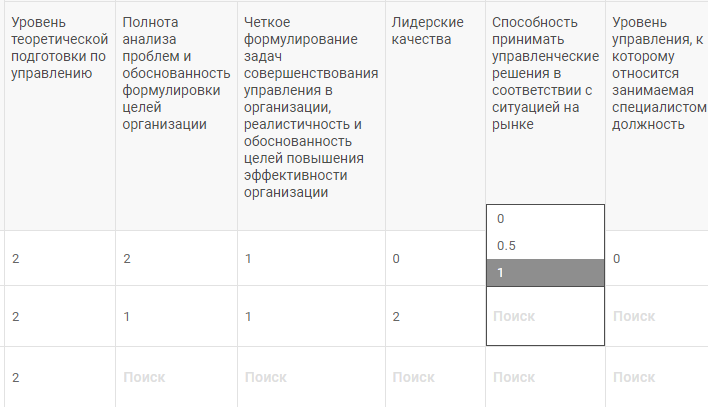 Уровень
теоретической
подготовки по
управлению
Полнота
анализа
проблем и
обоснованность
формулировки
целей
организации
Четкое
формулирование
задач
совершенствования
управления в
организации,
реалистичность и
обоснованность
целей повышения
эффективности
организации
Лидерские
качества
Способность
принимать
управленческие
решения в
соответствии с
ситуацией на
рынке
Уровень
управления, к
которому
относится
занимаемая
специалистом
должность
0
0.5
1
2 2 1 0 0
2 1 1 2 Поиск Поиск
2 Поиск Поиск Поиск Поиск Поиск